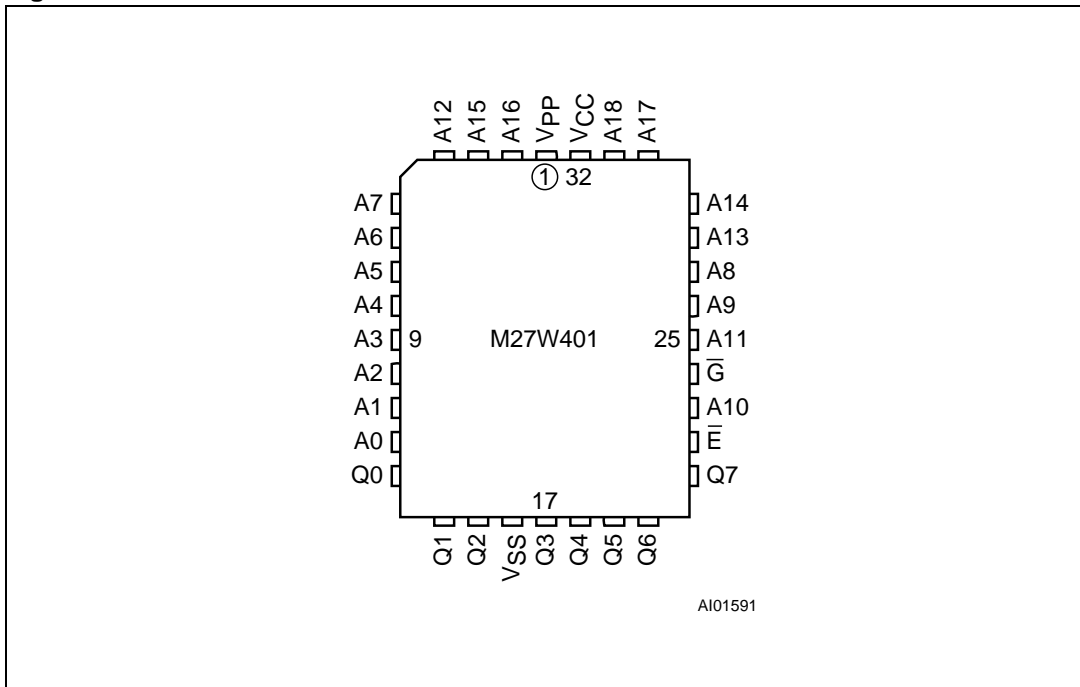 A12 A15 A16 VPP VCC A18 A17
① 32
A7 A14
A6 A13
A5 A8
A4 A9
A3 9 M27W401 25 A11
A2 G̅
A1 A10
A0 E̅
Q0 Q7
17
Q1 Q2 VSS Q3 Q4 Q5 Q6
AI01591